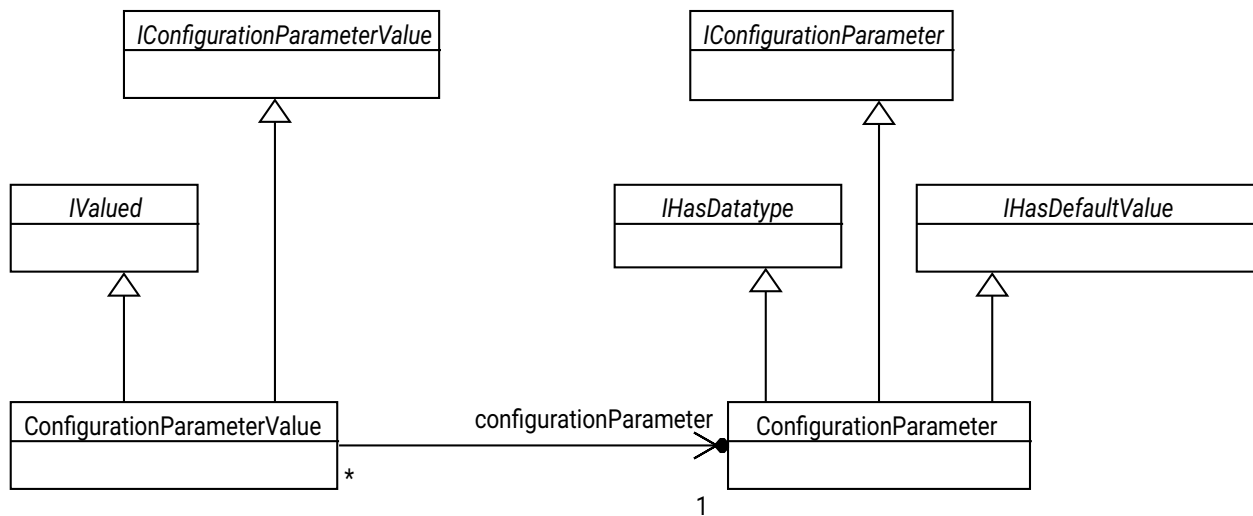 IConfigurationParameterValue
IConfigurationParameter
IValued
IHasDatatype
IHasDefaultValue
ConfigurationParameterValue
configurationParameter
ConfigurationParameter
*
1